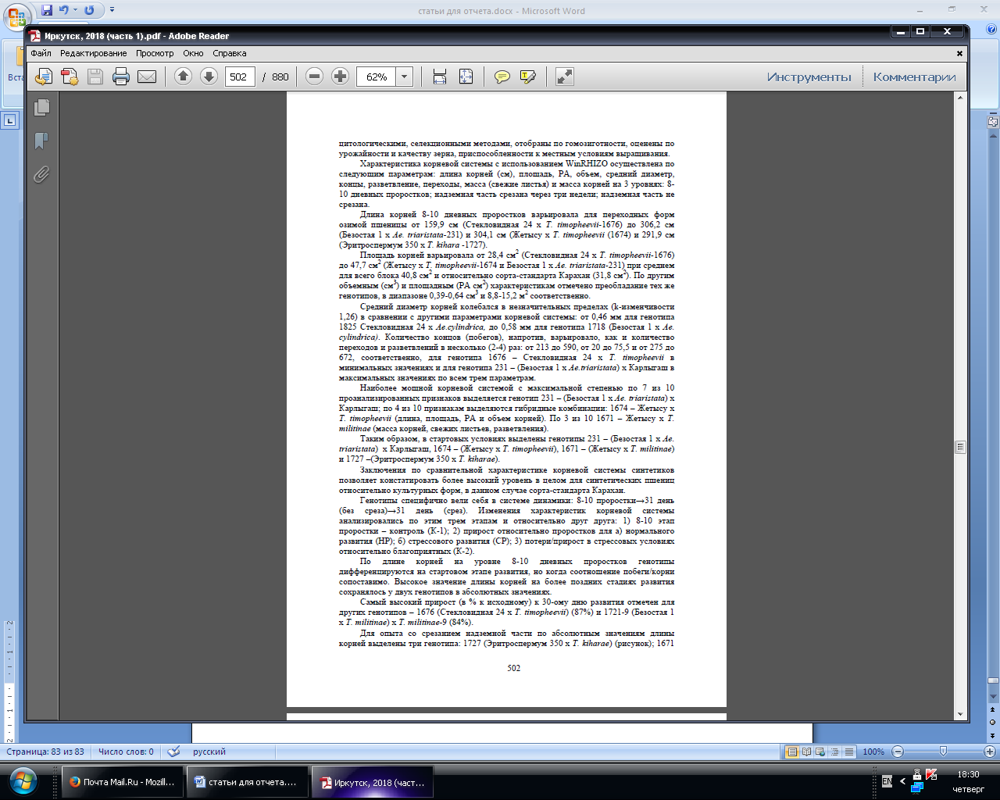 статьи для отчета.docx - Microsoft Word
Иркутск, 2018 (часть 1).pdf - Adobe Reader
Файл Редактирование Просмотр Окно Справка
502 / 880 62% Инструменты Комментарии
цитологическими, селекционными методами, отобраны по гомозиготности, оценены по
урожайности и качеству зерна, приспособленности к местным условиям выращивания.
Характеристика корневой системы с использованием WinRHIZO осуществлена по
следующим параметрам: длина корней (см), площадь, РА, объем, средний диаметр,
концы, разветвление, переходы, масса (свежие листья) и масса корней на 3 уровнях: 8-
10 дневных проростков; надземная часть срезана через три недели; надземная часть не
срезана.
Длина корней 8-10 дневных проростков варьировала для переходных форм
озимой пшеницы от 159,9 см (Стекловидная 24 x T. timopheevii-1676) до 306,2 см
(Безостая 1 x Ae. triaristata-231) и 304,1 см (Жетысу x T. timopheevii (1674) и 291,9 см
(Эритроспермум 350 x T. kihara -1727).
Площадь корней варьировала от 28,4 см2 (Стекловидная 24 x T. timopheevii-1676)
до 47,7 см2 (Жетысу x T. timopheevii-1674 и Безостая 1 x Ae. triaristata-231) при среднем
для всего блока 40,8 см2 и относительно сорта-стандарта Карахан (31,8 см2). По другим
объемным (см3) и площадным (РА см2) характеристикам отмечено преобладание тех же
генотипов, в диапазоне 0,39-0,64 см3 и 8,8-15,2 м2 соответственно.
Средний диаметр корней колебался в незначительных пределах (k-изменчивости
1,26) в сравнении с другими параметрами корневой системы: от 0,46 мм для генотипа
1825 Стекловидная 24 x Ae.cylindrica, до 0,58 мм для генотипа 1718 (Безостая 1 x Ae.
cylindrica). Количество концов (побегов), напротив, варьировало, как и количество
переходов и разветвлений в несколько (2-4) раз: от 213 до 590, от 20 до 75,5 и от 275 до
672, соответственно, для генотипа 1676 – Стекловидная 24 x T. timopheevii в
минимальных значениях и для генотипа 231 – (Безостая 1 x Ae.triaristata) x Карлыгаш в
максимальных значениях по всем трем параметрам.
Наиболее мощной корневой системой с максимальной степенью по 7 из 10
проанализированных признаков выделяется генотип 231 – (Безостая 1 x Ae. triaristata) x
Карлыгаш; по 4 из 10 признакам выделяются гибридные комбинации: 1674 – Жетысу x
T. timopheevii (длина, площадь, РА и объем корней). По 3 из 10 1671 – Жетысу x T.
militinae (масса корней, свежих листьев, разветвления).
Таким образом, в стартовых условиях выделены генотипы 231 – (Безостая 1 x Ae.
triaristata) x Карлыгаш, 1674 – (Жетысу x T. timopheevii), 1671 – (Жетысу x T. militinae)
и 1727 –(Эритроспермум 350 x T. kiharae).
Заключения по сравнительной характеристике корневой системы синтетиков
позволяет констатировать более высокий уровень в целом для синтетических пшениц
относительно культурных форм, в данном случае сорта-стандарта Карахан.
Генотипы специфично вели себя в системе динамики: 8-10 проростки→31 день
(без среза)→31 день (срез). Изменения характеристик корневой системы
анализировались по этим трем этапам и относительно друг друга: 1) 8-10 этап
проростки – контроль (К-1); 2) прирост относительно проростков для а) нормального
развития (НР); б) стрессового развития (СР); 3) потери/прирост в стрессовых условиях
относительно благоприятных (К-2).
По длине корней на уровне 8-10 дневных проростков генотипы
дифференцируются на стартовом этапе развития, но когда соотношение побеги/корни
сопоставимо. Высокое значение длины корней на более поздних стадиях развития
сохранялось у двух генотипов в абсолютных значениях.
Самый высокий прирост (в % к исходному) к 30-ому дню развития отмечен для
других генотипов – 1676 (Стекловидная 24 x T. timopheevii) (87%) и 1721-9 (Безостая 1
x T. militinae) x T. militinae-9 (84%).
Для опыта со срезанием надземной части по абсолютным значениям длины
корней выделены три генотипа: 1727 (Эритроспермум 350 x T. kiharae) (рисунок); 1671
502
Страница: 83 из 83 Число слов: 0 русский 100%
Почта Mail.Ru - Mozill... статьи для отчета.... Иркутск, 2018 (част... EN 18:30
четверг